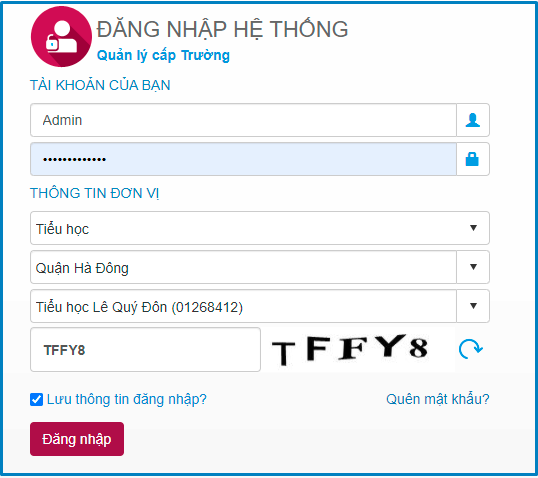 ĐĂNG NHẬP HỆ THỐNG
Quản lý cấp Trường
TÀI KHOẢN CỦA BẠN
Admin
•••••••••••••
THÔNG TIN ĐƠN VỊ
Tiểu học
Quận Hà Đông
Tiểu học Lê Quý Đôn (01268412)
TFFY8 TFFY8
Lưu thông tin đăng nhập? Quên mật khẩu?
Đăng nhập